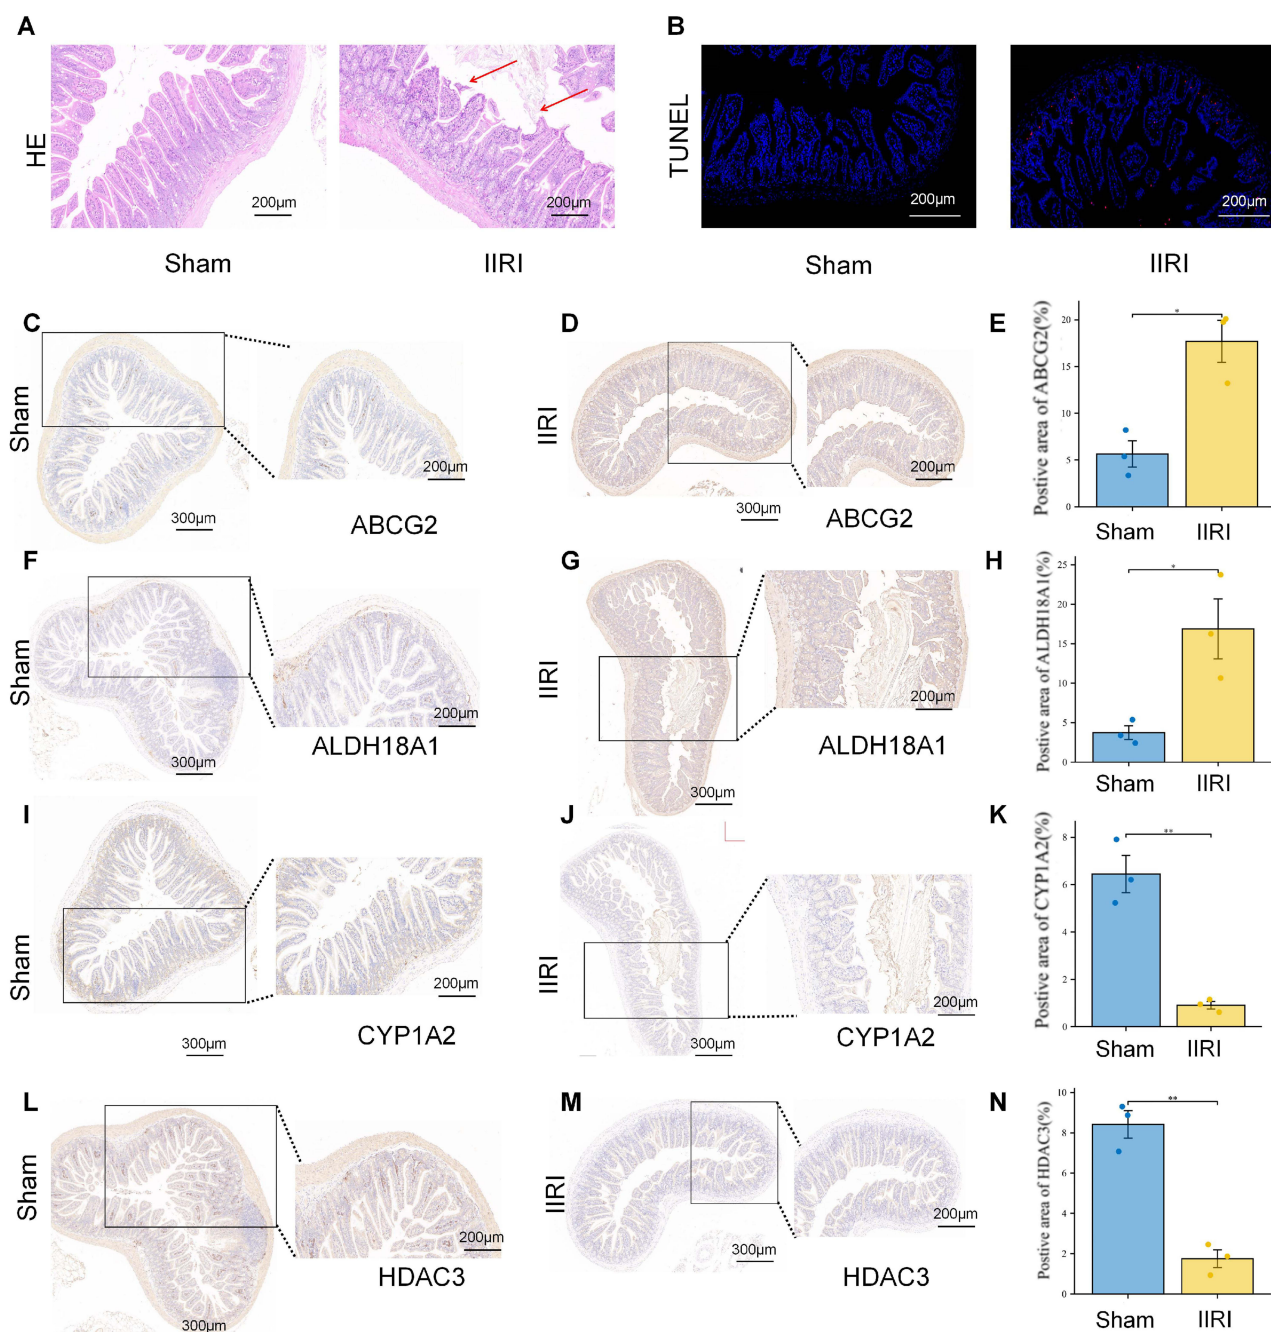 A
B
HE
200µm
200µm
TUNEL
200µm
200µm
Sham
IIRI
Sham
IIRI
C
Sham
200µm
300µm
ABCG2
D
IIRI
200µm
300µm
ABCG2
E
Postive area of ABCG2(%)
20
15
10
5
0
*
Sham
IIRI
F
Sham
200µm
300µm
ALDH18A1
G
IIRI
200µm
300µm
ALDH18A1
H
Postive area of ALDH18A1(%)
25
20
15
10
5
0
*
Sham
IIRI
I
Sham
200µm
300µm
CYP1A2
J
IIRI
200µm
300µm
CYP1A2
K
Postive area of CYP1A2(%)
8
6
4
2
0
**
Sham
IIRI
L
Sham
200µm
300µm
HDAC3
M
IIRI
200µm
300µm
HDAC3
N
Postive area of HDAC3(%)
10
8
6
4
2
0
**
Sham
IIRI